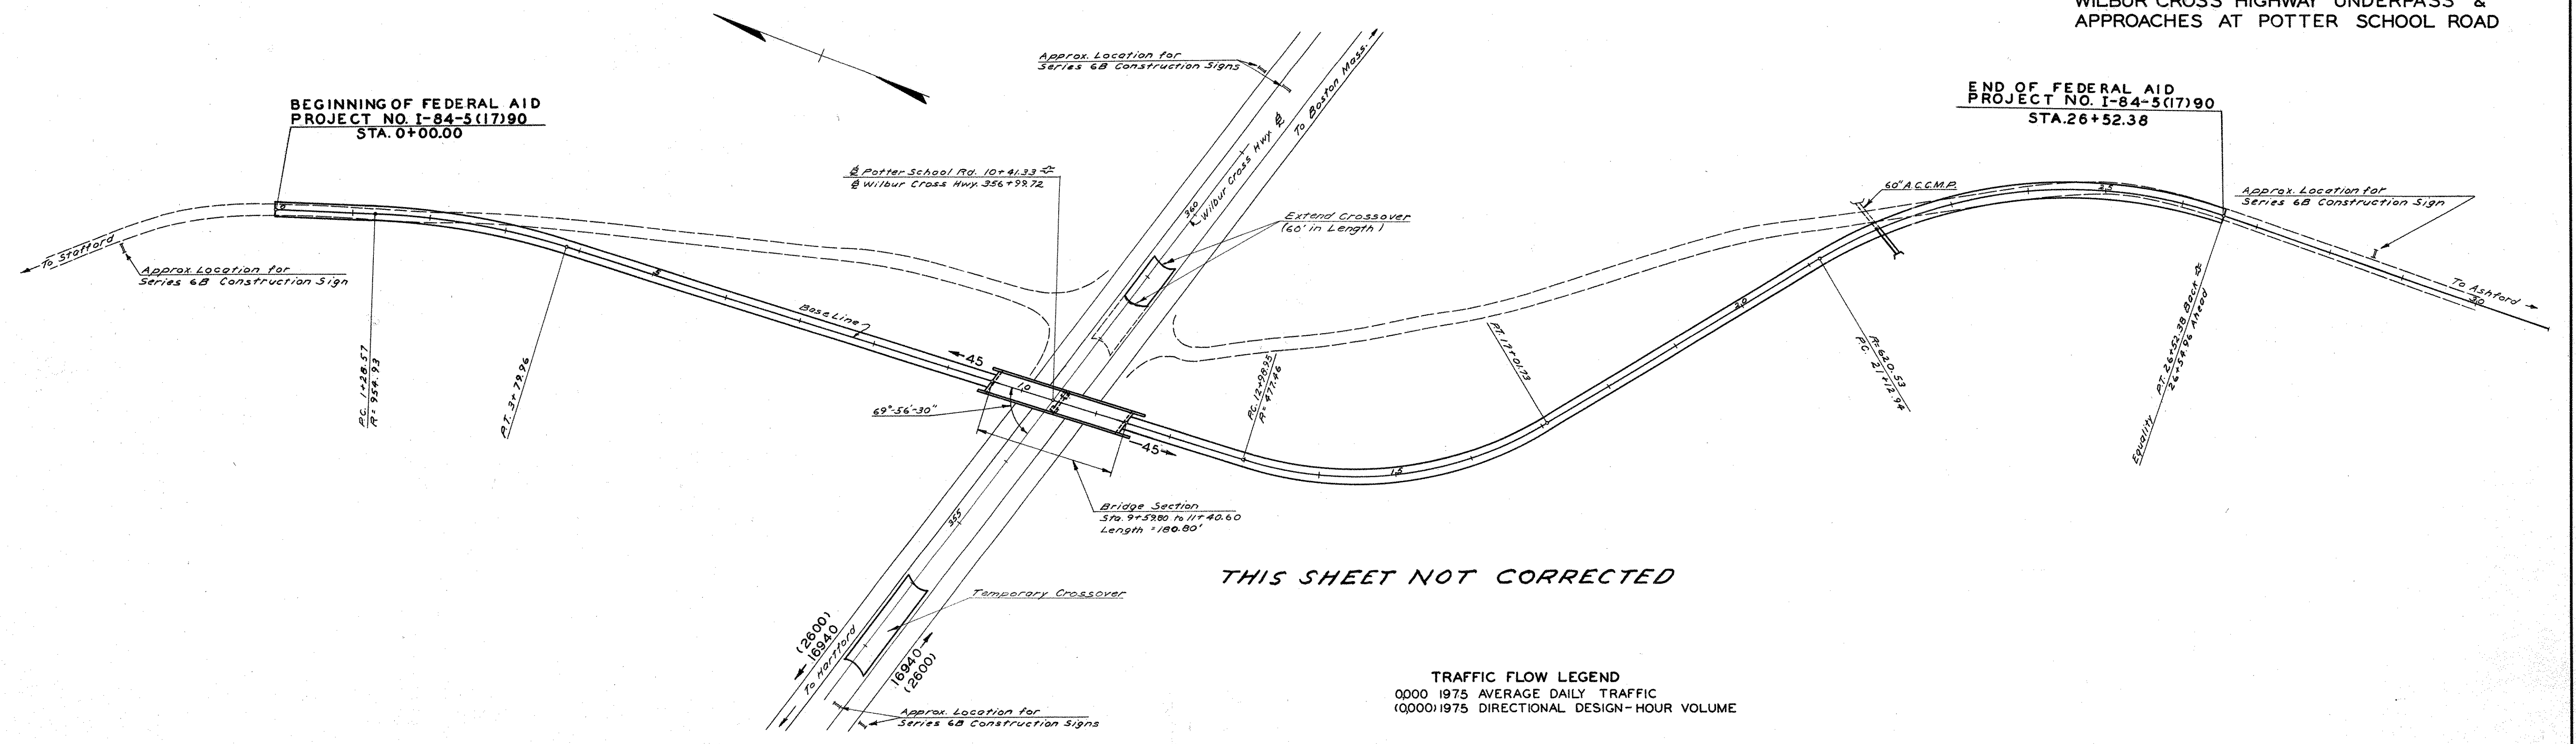 WILBUR CROSS HIGHWAY UNDERPASS &
APPROACHES AT POTTER SCHOOL ROAD
BEGINNING OF FEDERAL AID
PROJECT NO. I-84-5(17)90
STA. 0+00.00
Approx. Location for
Series 6B Construction Signs
To Boston Mass.
END OF FEDERAL AID
PROJECT NO. I-84-5(17)90
STA.26+52.38
Potter School Rd. 10+41.33
Wilbur Cross Hwy. 356+99.72
Wilbur Cross Hwy.
360
Extend Crossover
(60' in Length)
60" A.C.C.M.P.
25
Approx. Location for
Series 6B Construction Sign
To Stafford
Approx. Location for
Series 6B Construction Sign
0
5
Base Line
To Ashford
30
20
P.C. 1+28.57
R= 954.93
P.T. 3+79.96
45
10
69°-56'-30"
45
P.C. 12+98.95
R= 477.46
P.T. 17+01.73
R=620.53
P.C. 21+12.94
Equality P.T. 26+52.38 Back =
26+54.96 Ahead
15
Bridge Section
Sta. 9+59.80 to 11+40.60
Length = 180.80'
355
THIS SHEET NOT CORRECTED
Temporary Crossover
(2600)
16940
To Hartford
16940
(2600)
Approx. Location for
Series 6B Construction Signs
TRAFFIC FLOW LEGEND
0,000 1975 AVERAGE DAILY TRAFFIC
(0,000) 1975 DIRECTIONAL DESIGN-HOUR VOLUME